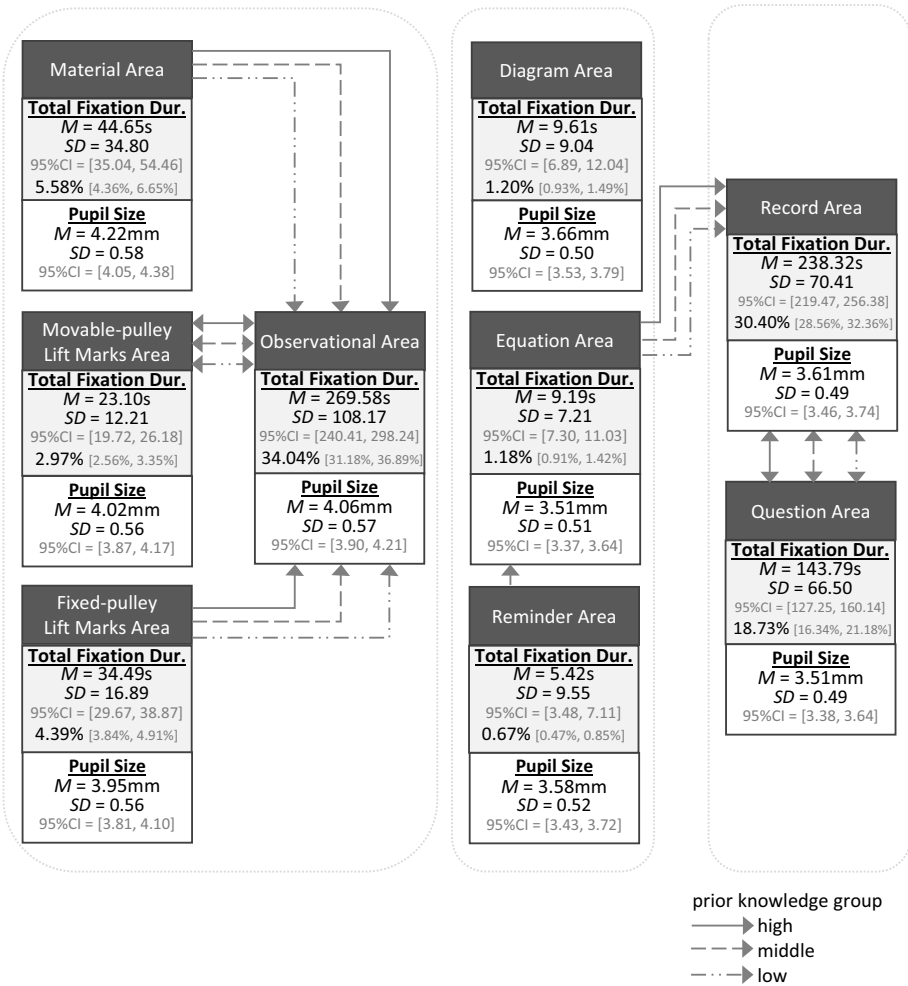 Material Area
Total Fixation Dur.
M = 44.65s
SD = 34.80
95%CI = [35.04, 54.46]
5.58% [4.36%, 6.65%]
Pupil Size
M = 4.22mm
SD = 0.58
95%CI = [4.05, 4.38]
Movable-pulley
Lift Marks Area
Total Fixation Dur.
M = 23.10s
SD = 12.21
95%CI = [19.72, 26.18]
2.97% [2.56%, 3.35%]
Pupil Size
M = 4.02mm
SD = 0.56
95%CI = [3.87, 4.17]
Fixed-pulley
Lift Marks Area
Total Fixation Dur.
M = 34.49s
SD = 16.89
95%CI = [29.67, 38.87]
4.39% [3.84%, 4.91%]
Pupil Size
M = 3.95mm
SD = 0.56
95%CI = [3.81, 4.10]
Observational Area
Total Fixation Dur.
M = 269.58s
SD = 108.17
95%CI = [240.41, 298.24]
34.04% [31.18%, 36.89%]
Pupil Size
M = 4.06mm
SD = 0.57
95%CI = [3.90, 4.21]
Diagram Area
Total Fixation Dur.
M = 9.61s
SD = 9.04
95%CI = [6.89, 12.04]
1.20% [0.93%, 1.49%]
Pupil Size
M = 3.66mm
SD = 0.50
95%CI = [3.53, 3.79]
Equation Area
Total Fixation Dur.
M = 9.19s
SD = 7.21
95%CI = [7.30, 11.03]
1.18% [0.91%, 1.42%]
Pupil Size
M = 3.51mm
SD = 0.51
95%CI = [3.37, 3.64]
Reminder Area
Total Fixation Dur.
M = 5.42s
SD = 9.55
95%CI = [3.48, 7.11]
0.67% [0.47%, 0.85%]
Pupil Size
M = 3.58mm
SD = 0.52
95%CI = [3.43, 3.72]
Record Area
Total Fixation Dur.
M = 238.32s
SD = 70.41
95%CI = [219.47, 256.38]
30.40% [28.56%, 32.36%]
Pupil Size
M = 3.61mm
SD = 0.49
95%CI = [3.46, 3.74]
Question Area
Total Fixation Dur.
M = 143.79s
SD = 66.50
95%CI = [127.25, 160.14]
18.73% [16.34%, 21.18%]
Pupil Size
M = 3.51mm
SD = 0.49
95%CI = [3.38, 3.64]
prior knowledge group
high
middle
low